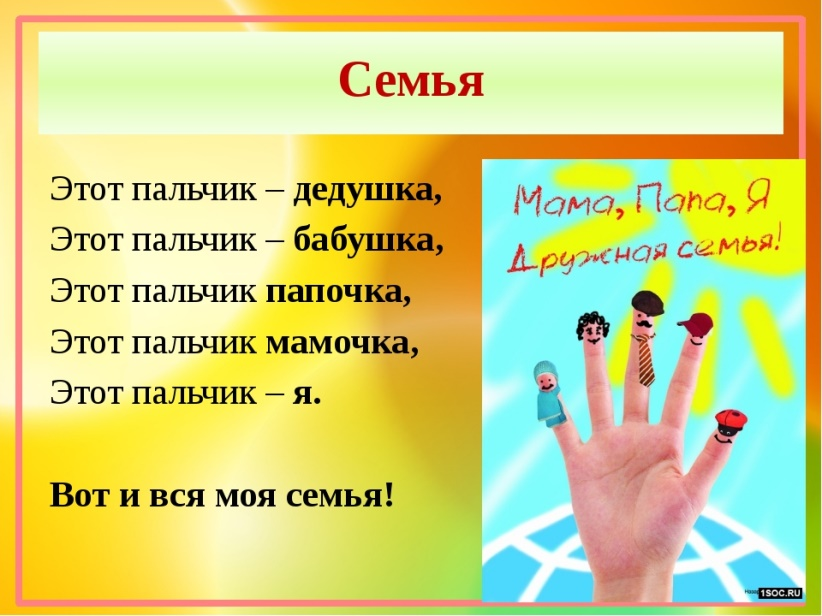 Семья
Этот пальчик – дедушка,
Этот пальчик – бабушка,
Этот пальчик папочка,
Этот пальчик мамочка,
Этот пальчик – я.
Вот и вся моя семья!
Мама, Папа, Я
Дружная семья!
1SOC.RU